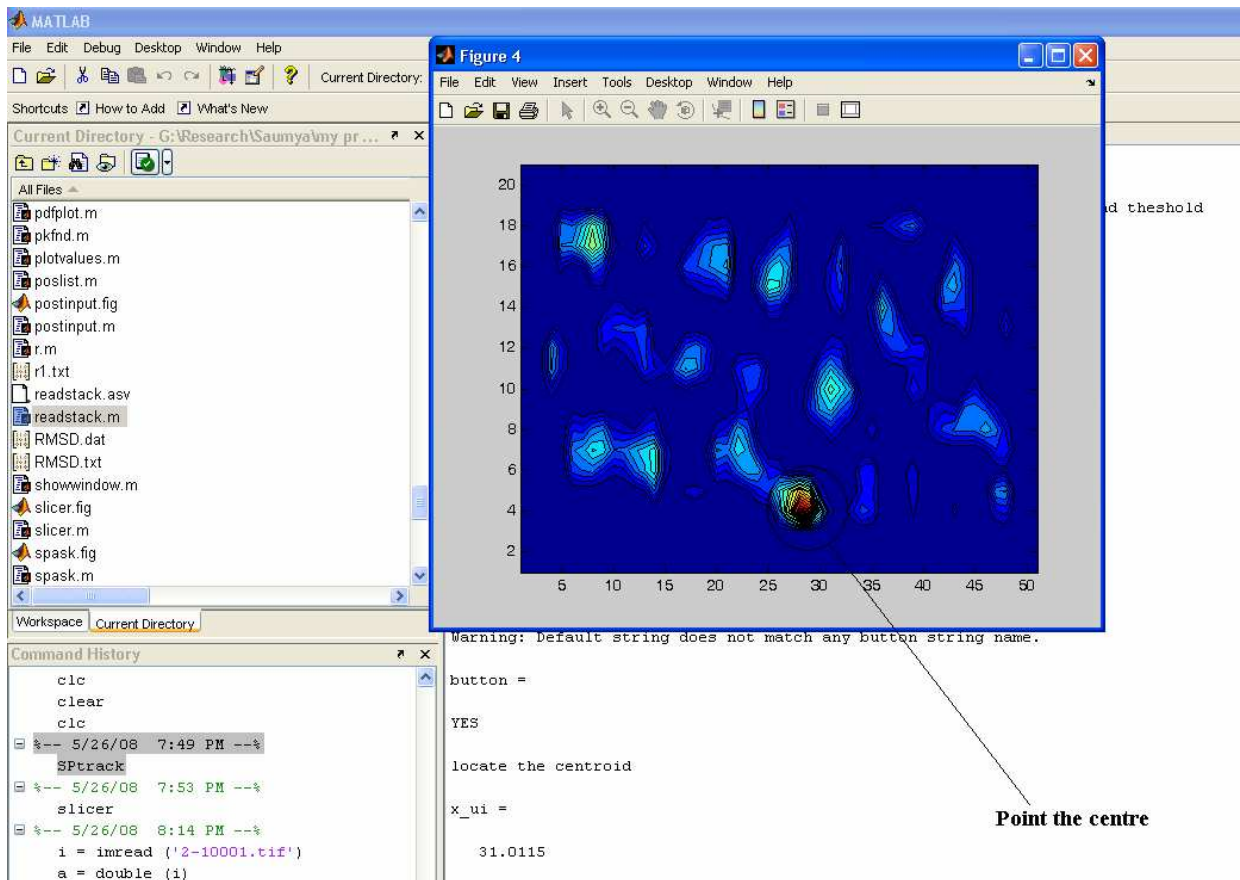 MATLAB
File Edit Debug Desktop Window Help
Current Directory:
Shortcuts How to Add What's New
Current Directory - G:\Research\Saumya\my pr...
All Files
pdfplot.m
pkfnd.m
plotvalues.m
poslist.m
postinput.fig
postinput.m
r.m
r1.txt
readstack.asv
readstack.m
RMSD.dat
RMSD.txt
showwindow.m
slicer.fig
slicer.m
spask.fig
spask.m
Workspace Current Directory
Command History
clc
clear
clc
%-- 5/26/08 7:49 PM --%
SPtrack
%-- 5/26/08 7:53 PM --%
slicer
%-- 5/26/08 8:14 PM --%
i = imread ('2-10001.tif')
a = double (i)
Figure 4
File Edit View Insert Tools Desktop Window Help
20
18
16
14
12
10
8
6
4
2
5 10 15 20 25 30 35 40 45 50
nd theshold
Warning: Default string does not match any button string name.
button =
YES
locate the centroid
x_ui =
31.0115
Point the centre